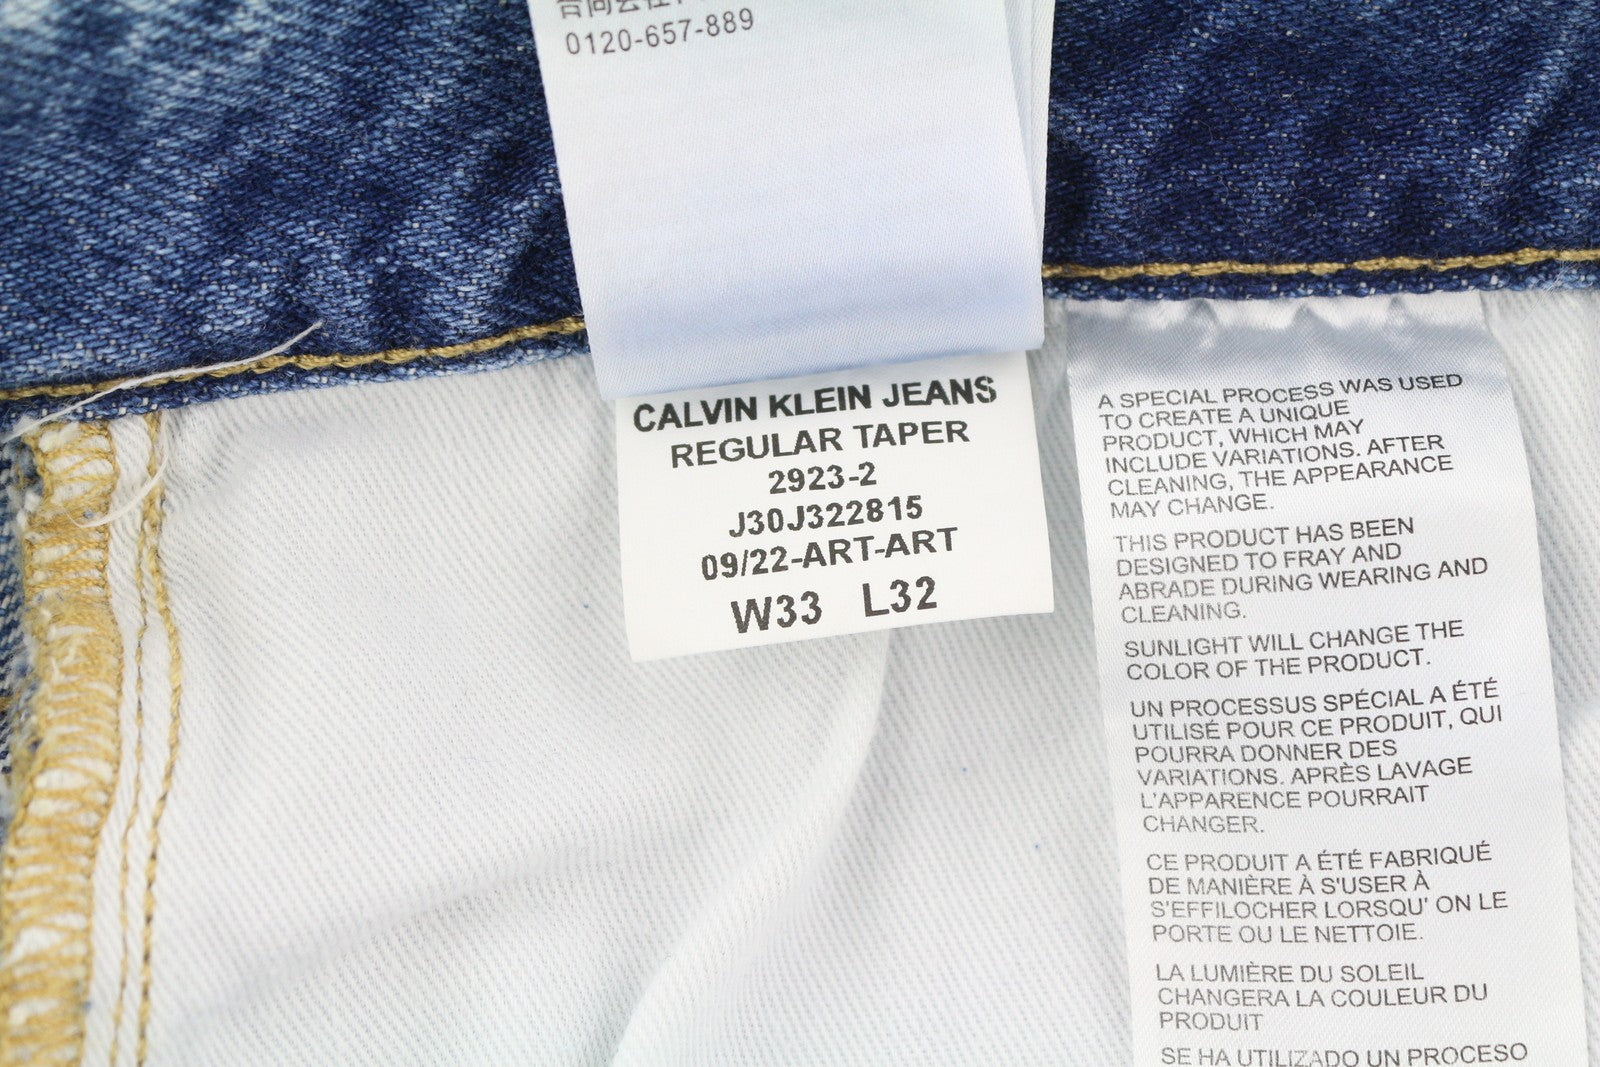 0120-657-889
CALVIN KLEIN JEANS
REGULAR TAPER
2923-2
J30J322815
09/22-ART-ART
W33 L32
A SPECIAL PROCESS WAS USED
TO CREATE A UNIQUE
PRODUCT, WHICH MAY
INCLUDE VARIATIONS. AFTER
CLEANING, THE APPEARANCE
MAY CHANGE.
THIS PRODUCT HAS BEEN
DESIGNED TO FRAY AND
ABRADE DURING WEARING AND
CLEANING.
SUNLIGHT WILL CHANGE THE
COLOR OF THE PRODUCT.
UN PROCESSUS SPÉCIAL A ÉTÉ
UTILISÉ POUR CE PRODUIT, QUI
POURRA DONNER DES
VARIATIONS. APRÈS LAVAGE
L'APPARENCE POURRAIT
CHANGER.
CE PRODUIT A ÉTÉ FABRIQUÉ
DE MANIÈRE À S'USER À
S'EFFILOCHER LORSQU' ON LE
PORTE OU LE NETTOIE.
LA LUMIÈRE DU SOLEIL
CHANGERA LA COULEUR DU
PRODUIT
SE HA UTILIZADO UN PROCESO